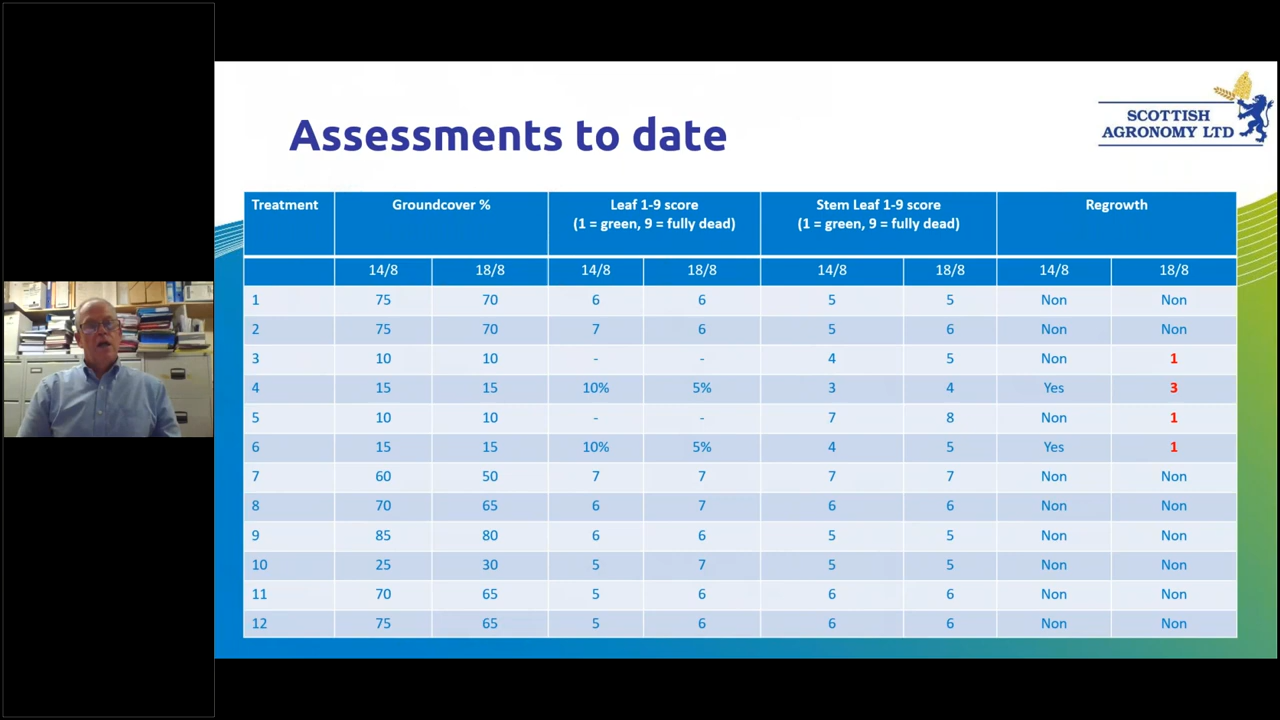 Assessments to date
SCOTTISH
AGRONOMY LTD
Treatment Groundcover % Leaf 1-9 score Stem Leaf 1-9 score Regrowth
(1 = green, 9 = fully dead) (1 = green, 9 = fully dead)
14/8 18/8 14/8 18/8 14/8 18/8 14/8 18/8
1 75 70 6 6 5 5 Non Non
2 75 70 7 6 5 6 Non Non
3 10 10 - - 4 5 Non 1
4 15 15 10% 5% 3 4 Yes 3
5 10 10 - - 7 8 Non 1
6 15 15 10% 5% 4 5 Yes 1
7 60 50 7 7 7 7 Non Non
8 70 65 6 7 6 6 Non Non
9 85 80 6 6 5 5 Non Non
10 25 30 5 7 5 5 Non Non
11 70 65 5 6 6 6 Non Non
12 75 65 5 6 6 6 Non Non